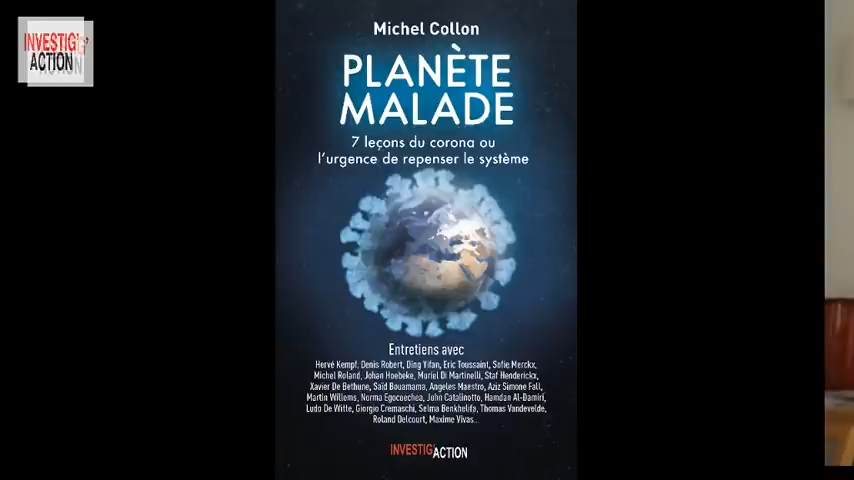 INVESTIG'
ACTION
Michel Collon
PLANÈTE
MALADE
7 leçons du corona ou
l'urgence de repenser le système
Entretiens avec
Hervé Kempf, Denis Robert, Ding Yifan, Eric Toussaint, Sofie Merckx,
Michel Roland, Johan Hoebeke, Muriel Di Martinelli, Staf Henderickx,
Xavier De Bethune, Saïd Bouamama, Angeles Maestro, Aziz Simone Fall,
Martin Willems, Norma Egocoechea, John Catalinotto, Hamdan Al-Damiri,
Ludo De Witte, Giorgio Cremaschi, Selma Benkhelifa, Thomas Vandevelde,
Roland Delcourt, Maxime Vivas...
INVESTIG'ACTION